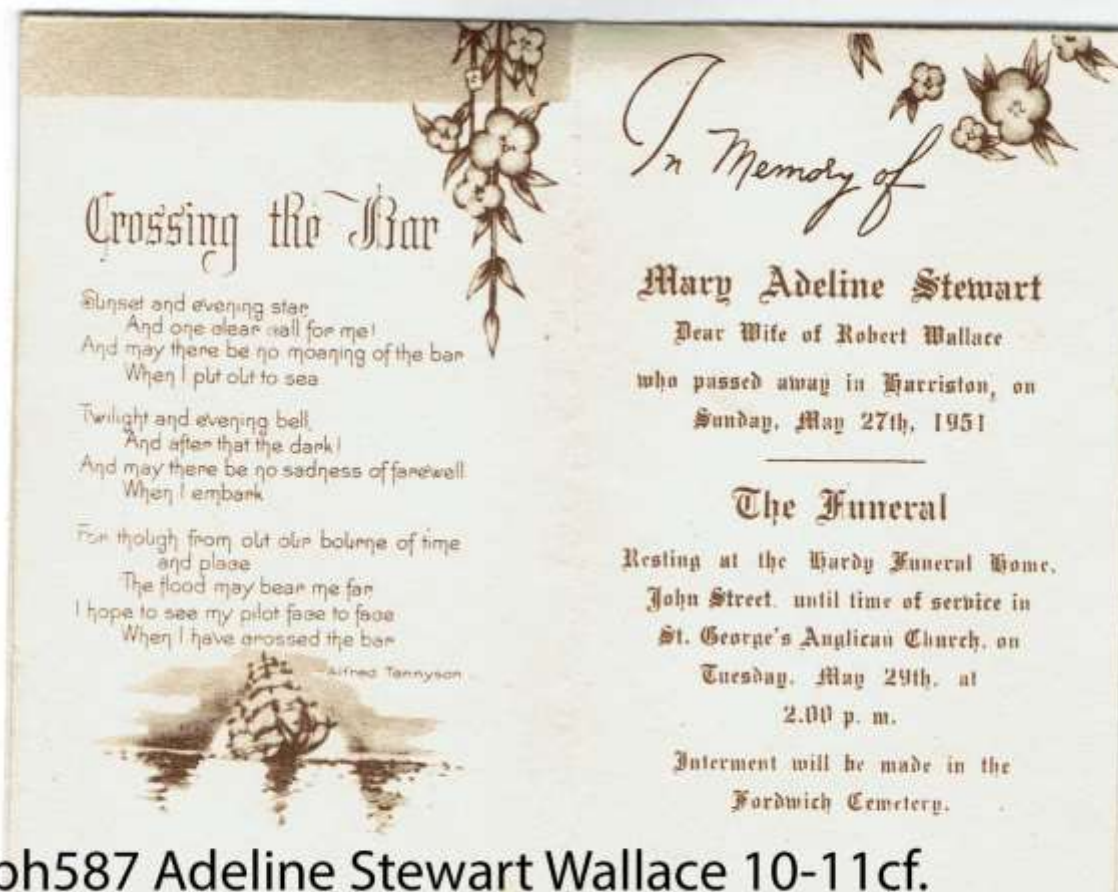 Crossing the Bar
Sunset and evening star
And one clear call for me!
And may there be no moaning of the bar
When I put out to sea
Twilight and evening bell,
And after that the dark!
And may there be no sadness of farewell
When I embark
For though from out our bourne of time
and place
The flood may bear me far
I hope to see my pilot face to face
When I have crossed the bar
Alfred Tennyson
In Memory of
Mary Adeline Stewart
Dear Wife of Robert Wallace
who passed away in Harriston, on
Sunday, May 27th, 1951
The Funeral
Resting at the Hardy Funeral Home,
John Street, until time of service in
St. George's Anglican Church, on
Tuesday, May 29th, at
2.00 p. m.
Interment will be made in the
Fordwich Cemetery.
ph587 Adeline Stewart Wallace 10-11cf.